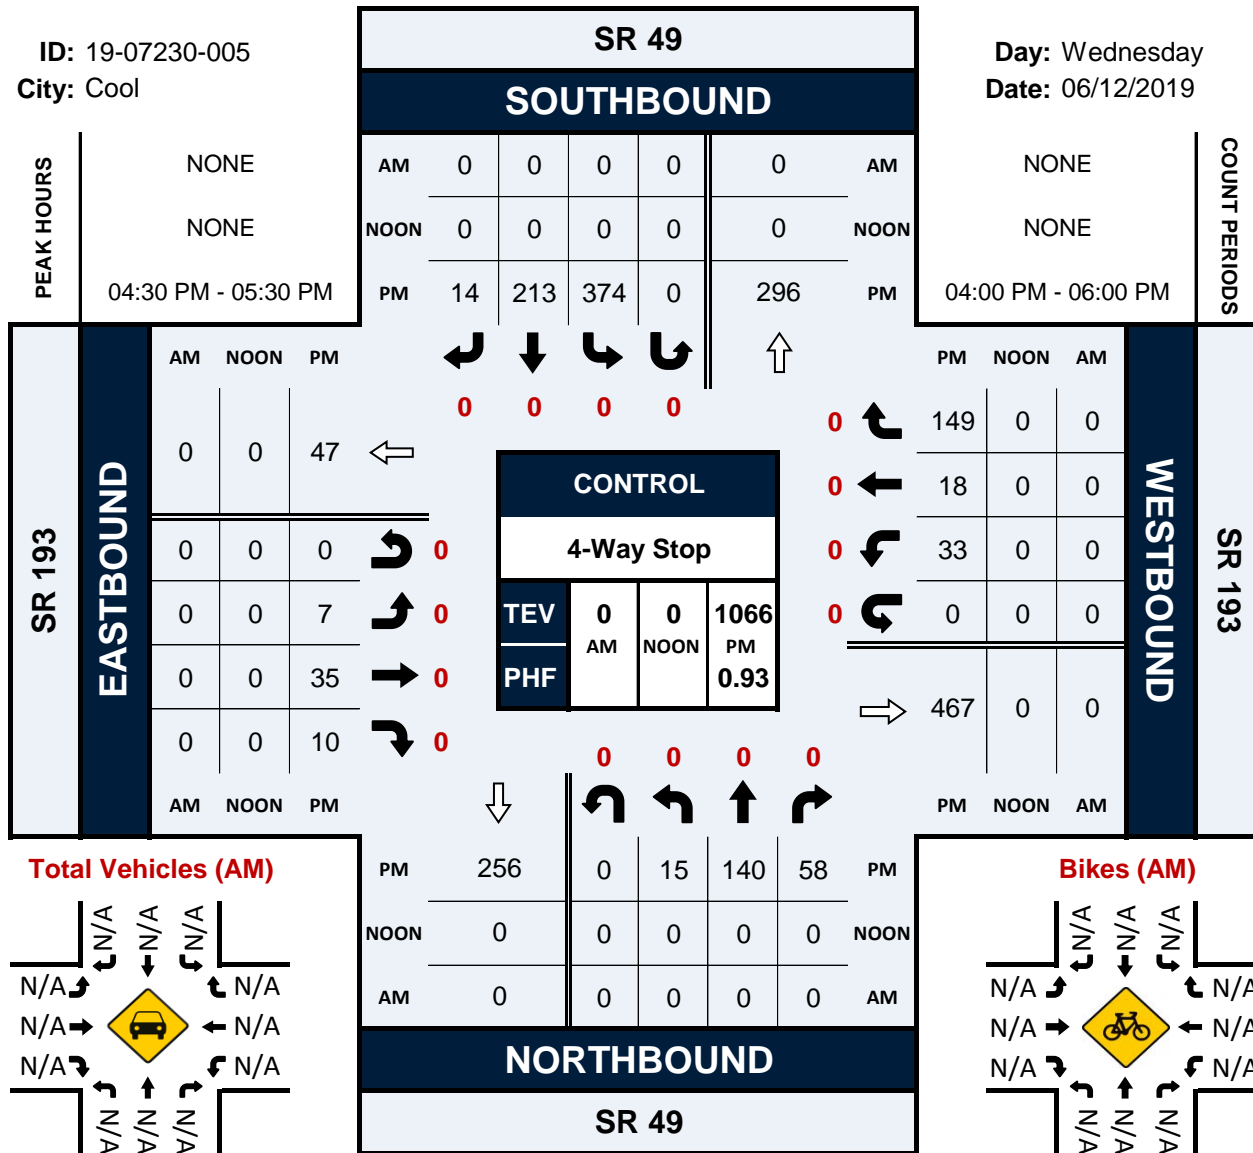 ID: 19-07230-005
City: Cool
SR 49
SOUTHBOUND
Day: Wednesday
Date: 06/12/2019
PEAK HOURS
NONE
NONE
04:30 PM - 05:30 PM
AM 0 0 0 0 0 AM
NOON 0 0 0 0 0 NOON
PM 14 213 374 0 296 PM
NONE
NONE
04:00 PM - 06:00 PM
COUNT PERIODS
SR 193
EASTBOUND
AM NOON PM
0 0 47
0 0 0 0
0 0 7 0
0 0 35 0
0 0 10 0
AM NOON PM
0 0 0 0
CONTROL
4-Way Stop
TEV 0 0 1066
AM NOON PM
PHF 0.93
PM NOON AM
0 149 0 0
0 18 0 0
0 33 0 0
0 0 0 0
467 0 0
PM NOON AM
WESTBOUND
SR 193
0 0 0 0
PM 256 0 15 140 58 PM
NOON 0 0 0 0 0 NOON
AM 0 0 0 0 0 AM
NORTHBOUND
SR 49
Total Vehicles (AM)
N/A N/A N/A
N/A N/A
N/A N/A
N/A N/A
N/A N/A N/A
Bikes (AM)
N/A N/A N/A
N/A N/A
N/A N/A
N/A N/A
N/A N/A N/A